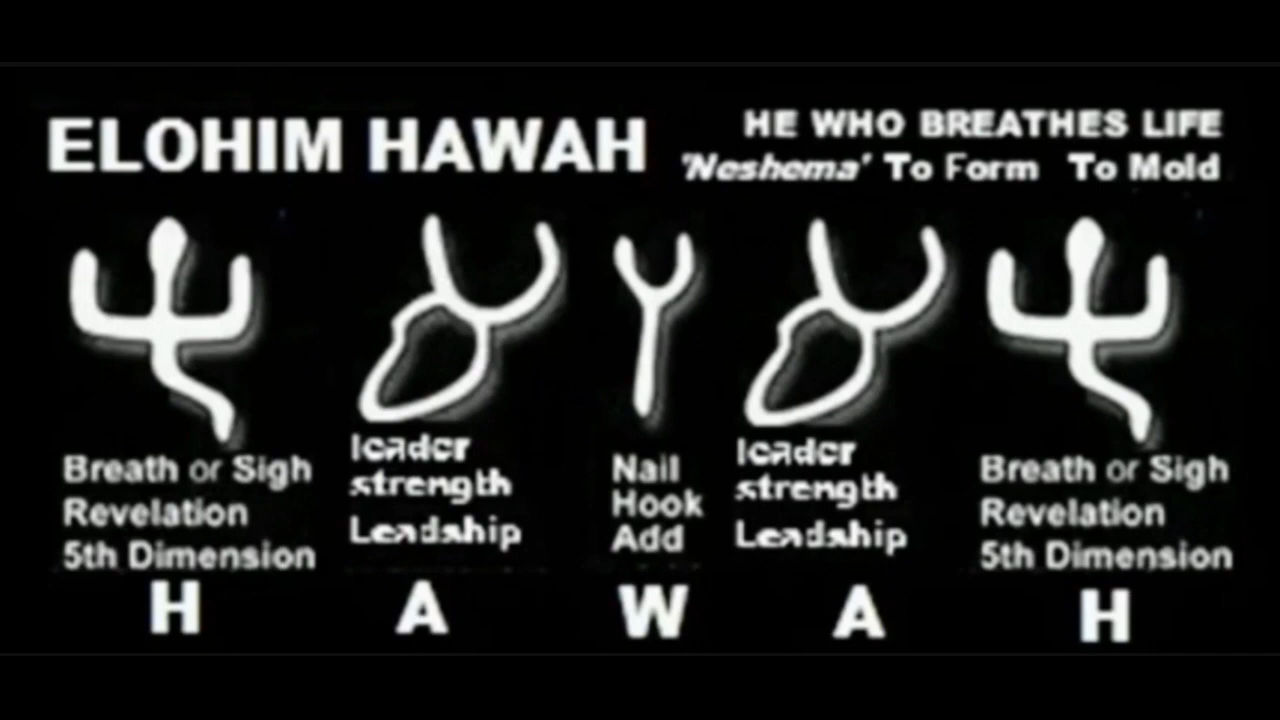 ELOHIM HAWAH
HE WHO BREATHES LIFE
'Neshema' To Form To Mold
Breath or Sigh
Revelation
5th Dimension
H
leader
strength
Leadship
A
Nail
Hook
Add
W
leader
strength
Leadship
A
Breath or Sigh
Revelation
5th Dimension
H